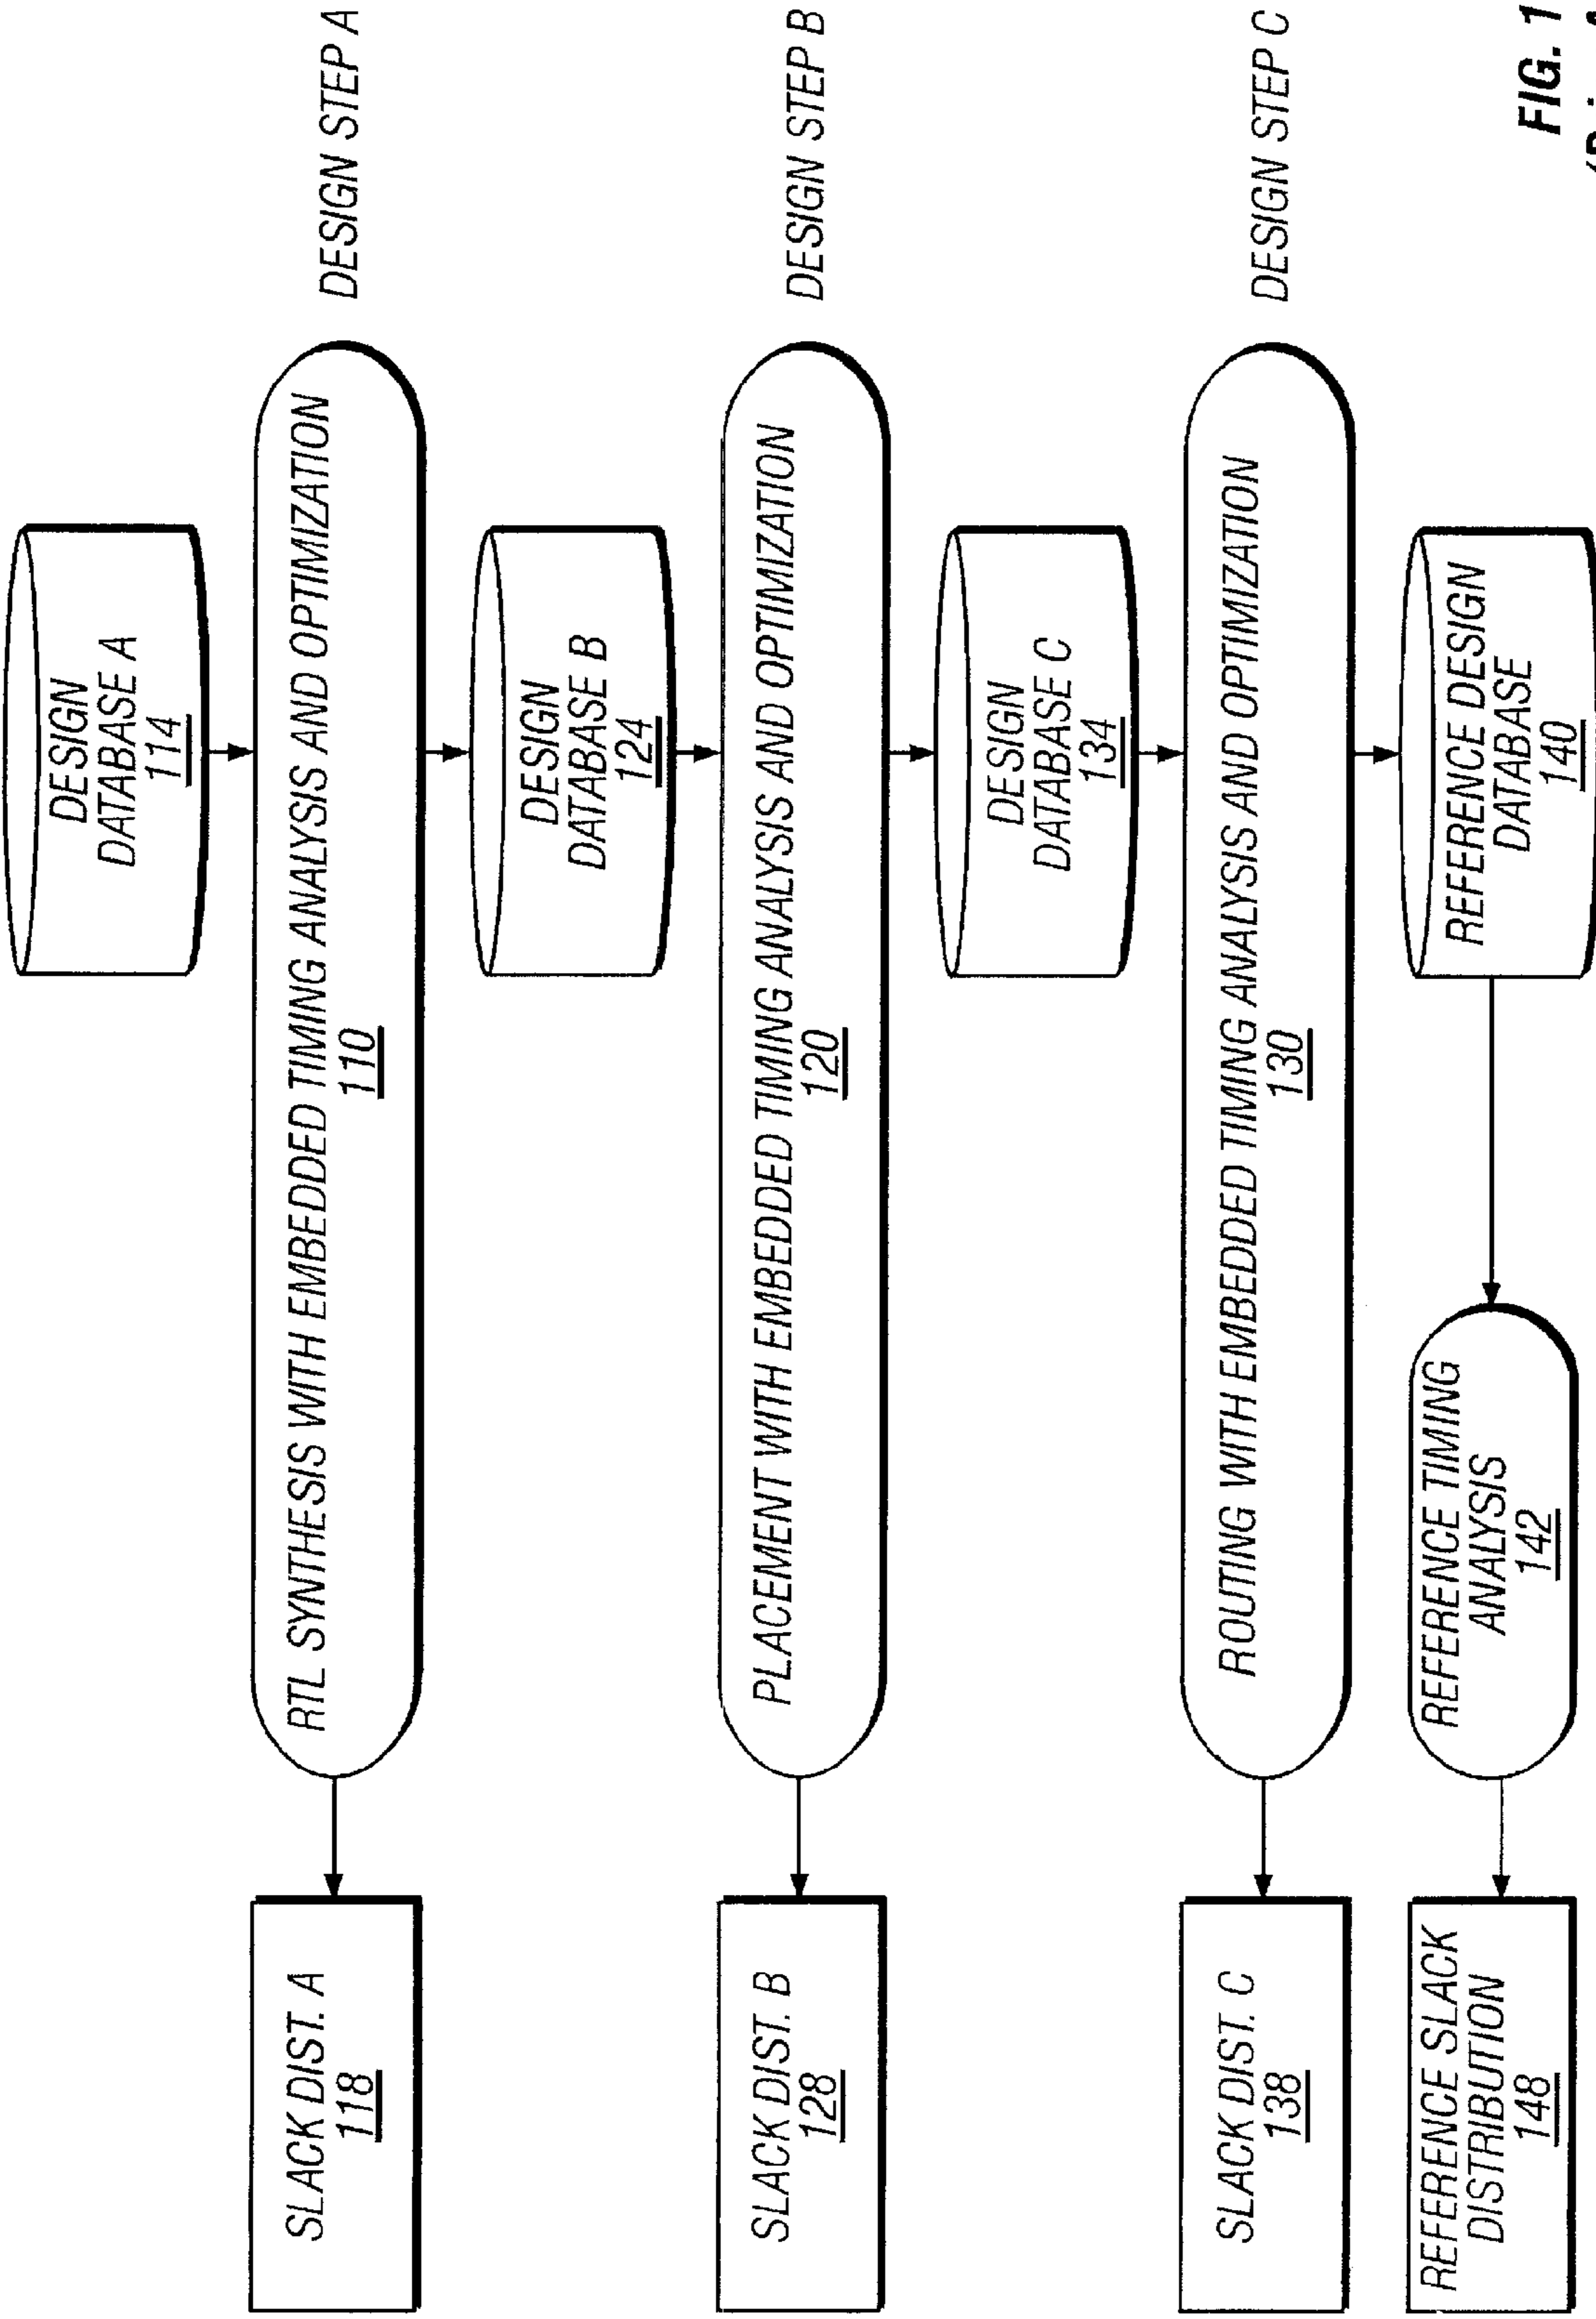 DESIGN
DATABASE A
114
SLACK DIST. A
118
RTL SYNTHESIS WITH EMBEDDED TIMING ANALYSIS AND OPTIMIZATION
110
DESIGN STEP A
DESIGN
DATABASE B
124
SLACK DIST. B
128
PLACEMENT WITH EMBEDDED TIMING ANALYSIS AND OPTIMIZATION
120
DESIGN STEP B
DESIGN
DATABASE C
134
SLACK DIST. C
138
ROUTING WITH EMBEDDED TIMING ANALYSIS AND OPTIMIZATION
130
DESIGN STEP C
REFERENCE SLACK
DISTRIBUTION
148
REFERENCE TIMING
ANALYSIS
142
REFERENCE DESIGN
DATABASE
140
FIG. 1